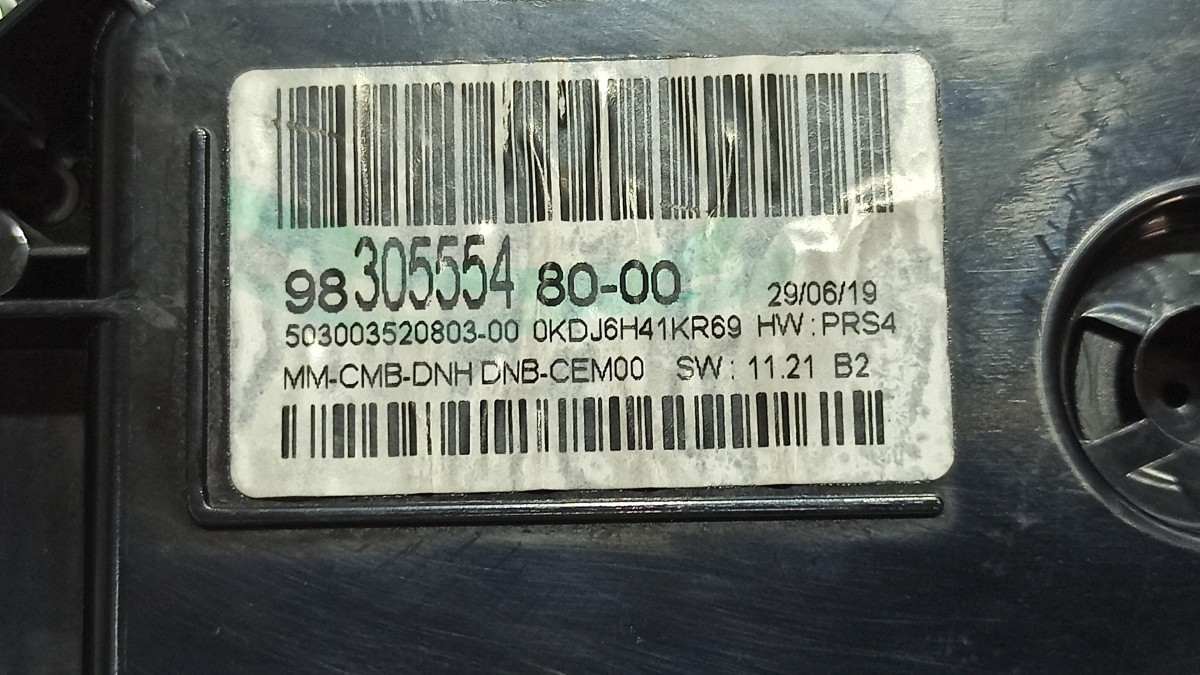 98 305554 80-00 29/06/19
503003520803-00 0KDJ6H41KR69 HW : PRS4
MM-CMB-DNH DNB-CEM00 SW : 11.21 B2